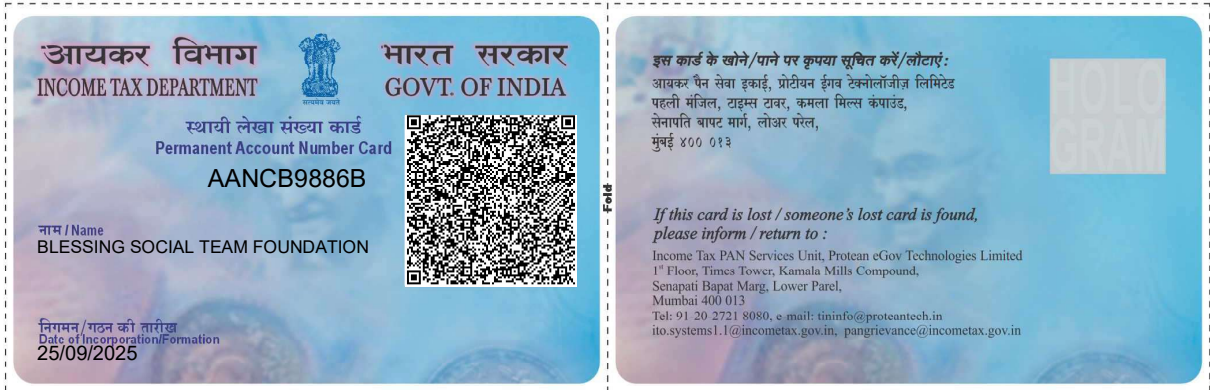 आयकर विभाग
INCOME TAX DEPARTMENT
सत्यमेव जयते
भारत सरकार
GOVT. OF INDIA
स्थायी लेखा संख्या कार्ड
Permanent Account Number Card
AANCB9886B
नाम / Name
BLESSING SOCIAL TEAM FOUNDATION
निगमन/गठन की तारीख
Date of Incorporation/Formation
25/09/2025
Fold
इस कार्ड के खोने/पाने पर कृपया सूचित करें/लौटाएं :
आयकर पैन सेवा इकाई, प्रोटीयन ईगव टेक्नोलॉजीज़ लिमिटेड
पहली मंजिल, टाइम्स टावर, कमला मिल्स कंपाउंड,
सेनापति बापट मार्ग, लोअर परेल,
मुंबई ४०० ०१३
HOLO
GRAM
If this card is lost / someone's lost card is found,
please inform / return to :
Income Tax PAN Services Unit, Protean eGov Technologies Limited
1st Floor, Times Tower, Kamala Mills Compound,
Senapati Bapat Marg, Lower Parel,
Mumbai 400 013
Tel: 91 20 2721 8080, e-mail: tininfo@proteantech.in
ito.systems1.1@incometax.gov.in, pangrievance@incometax.gov.in